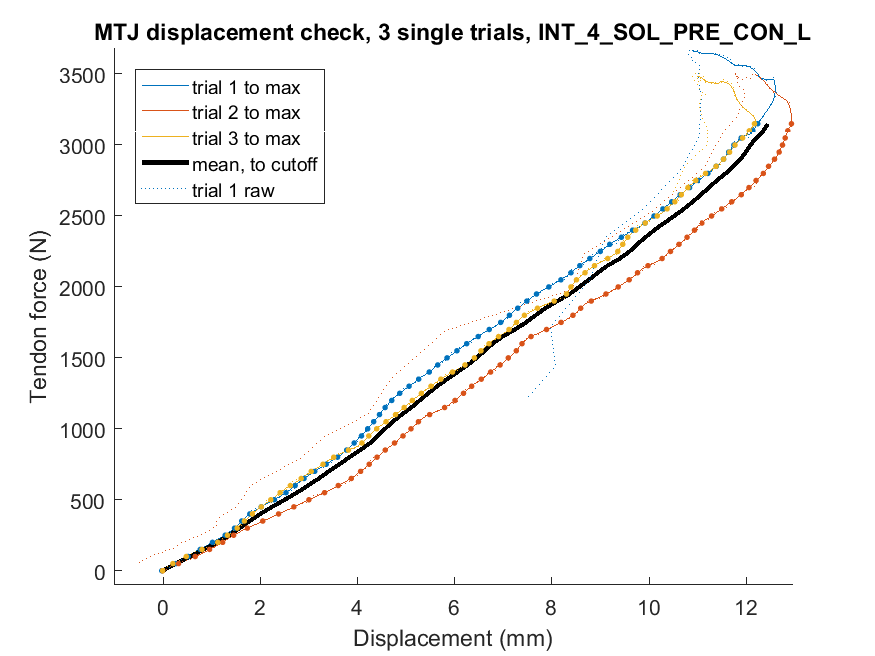 MTJ displacement check, 3 single trials, INT_4_SOL_PRE_CON_L
3500
3000
2500
2000
1500
1000
500
0
Tendon force (N)
trial 1 to max
trial 2 to max
trial 3 to max
mean, to cutoff
trial 1 raw
0 2 4 6 8 10 12
Displacement (mm)